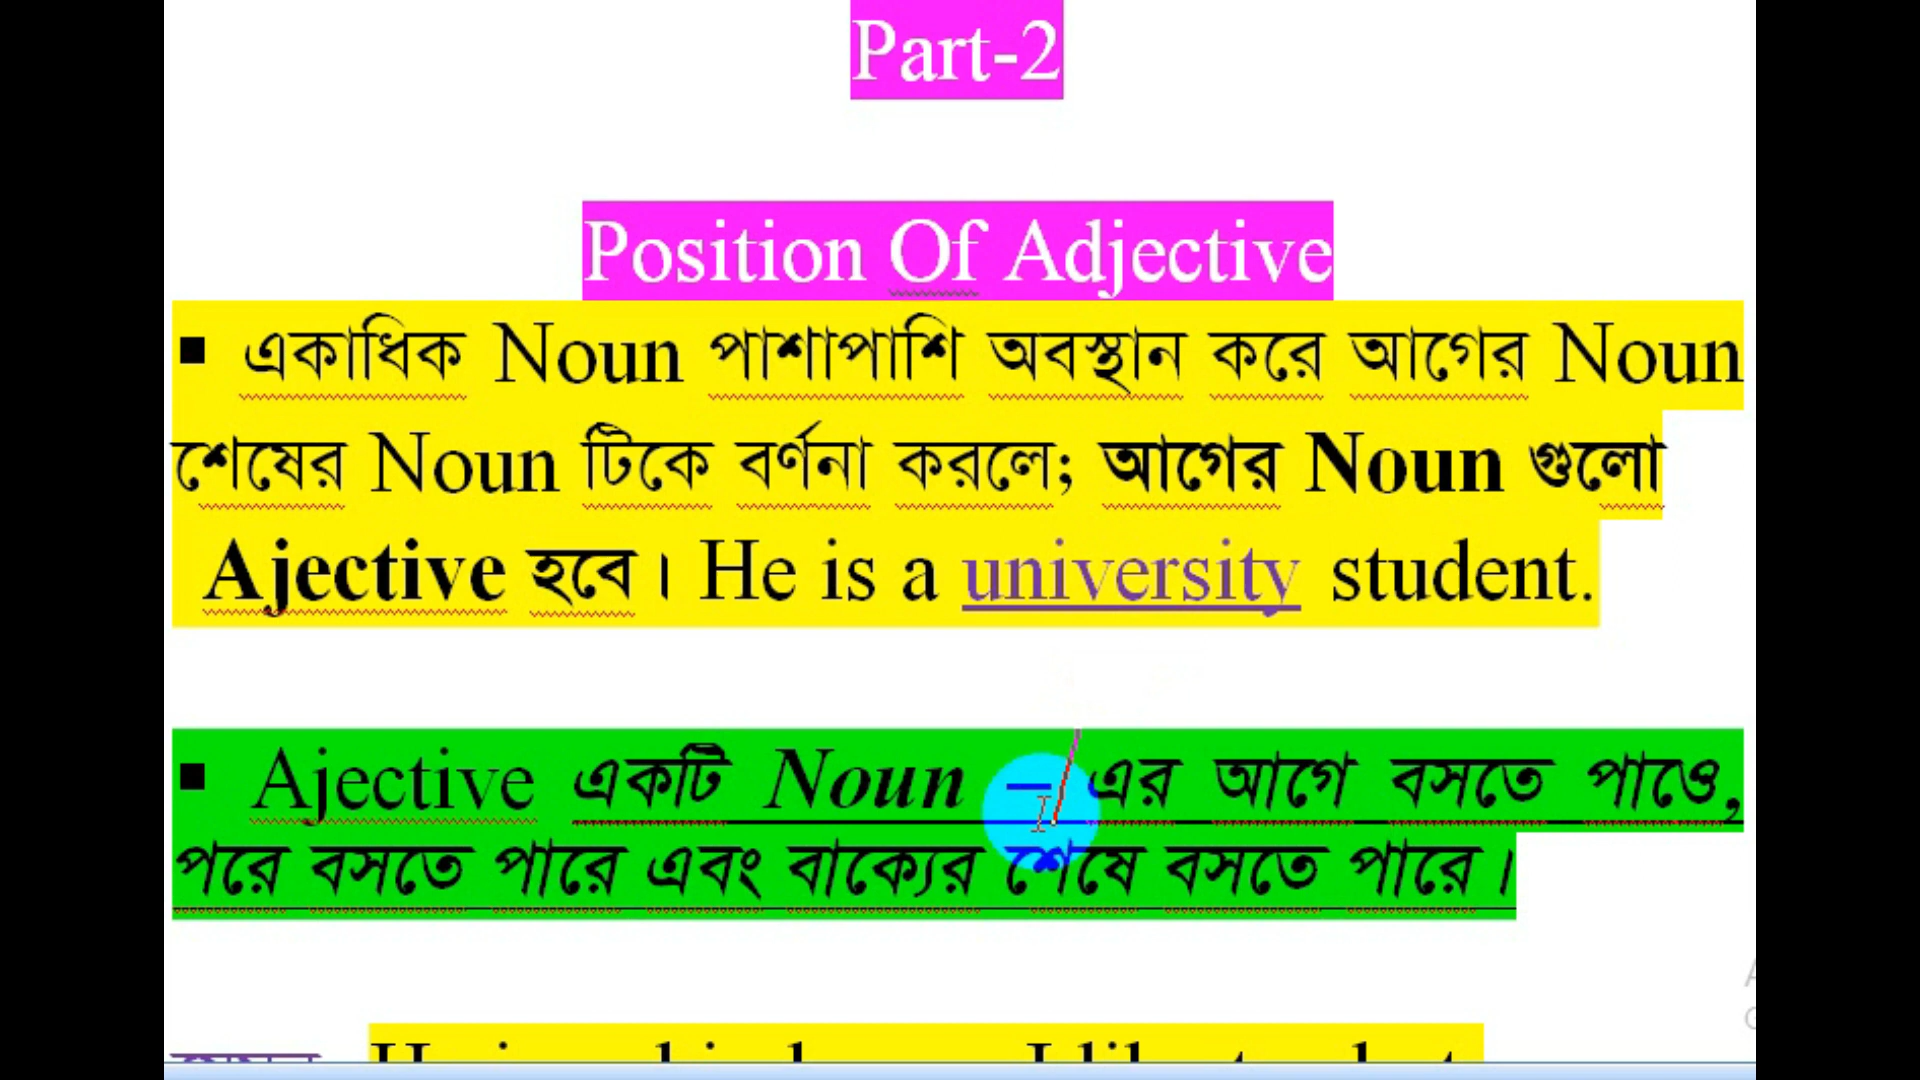 Part-2
Position Of Adjective
▪ একাধিক Noun পাশাপাশি অবস্থান করে আগের Noun
শেষের Noun টিকে বর্ণনা করলে; আগের Noun গুলো
Ajective হবে। He is a university student.
▪ Ajective একটি Noun – এর আগে বসতে পাওে,
পরে বসতে পারে এবং বাক্যের শেষে বসতে পারে।